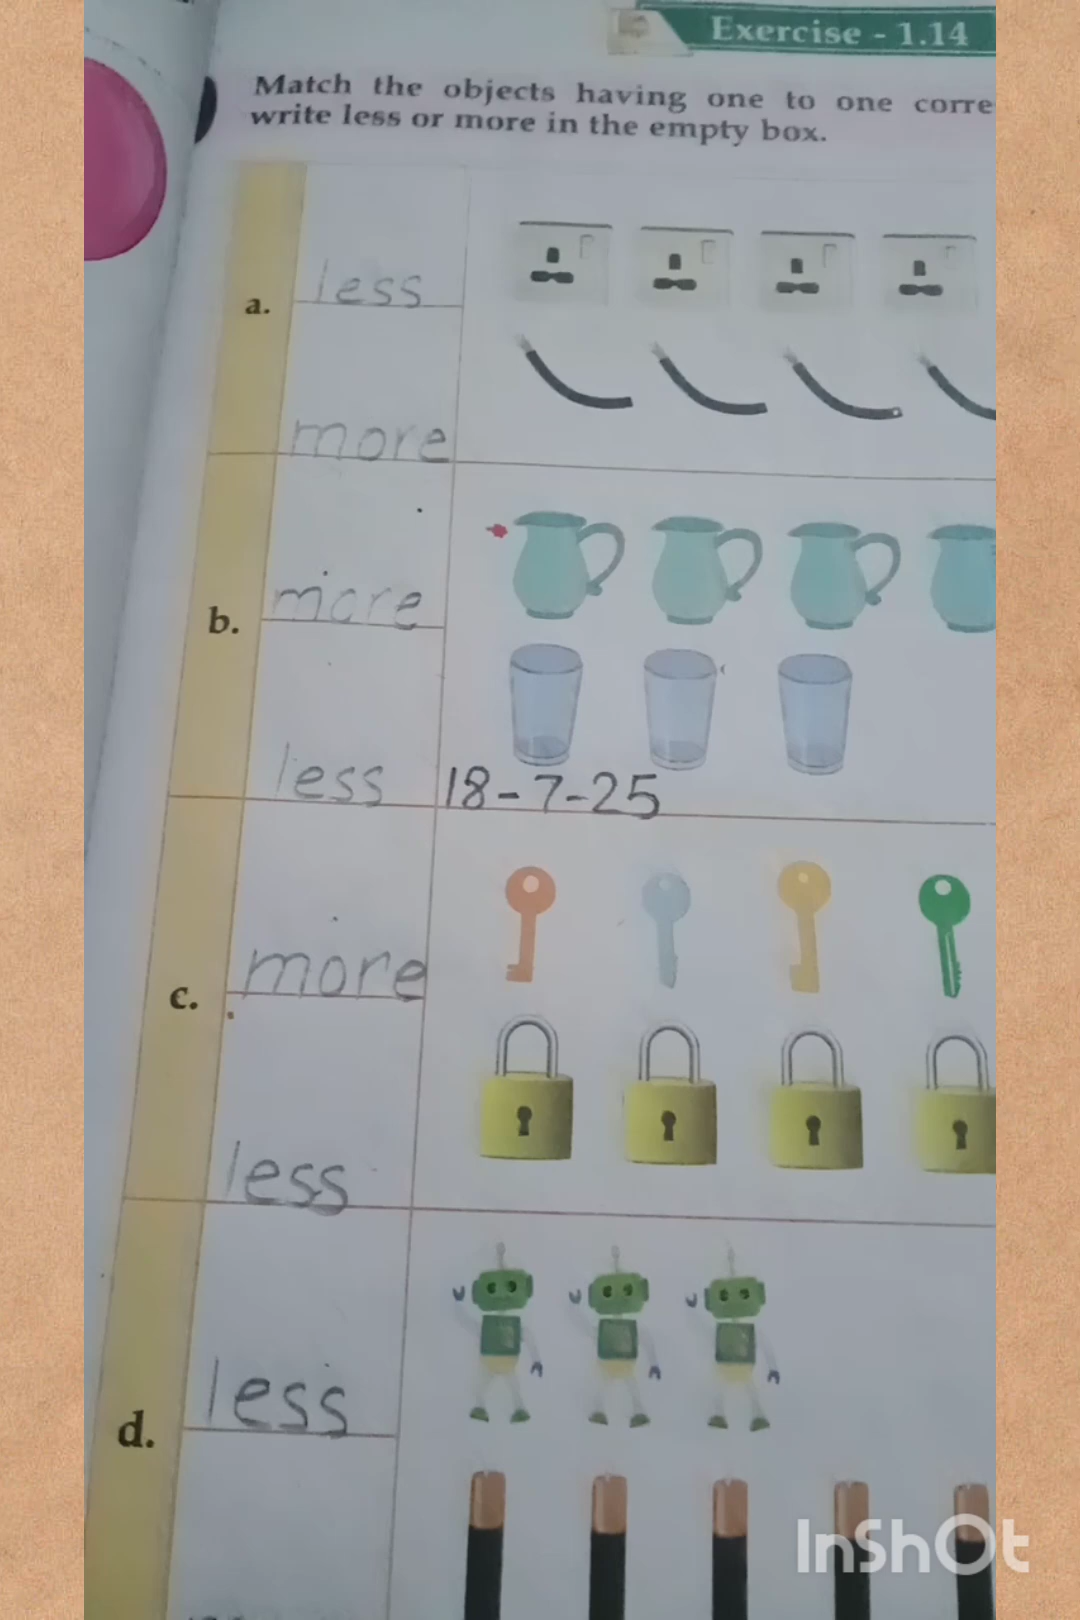 Exercise - 1.14
Match the objects having one to one corre
write less or more in the empty box.
less
a.
more
more
b.
less 18-7-25
more
c.
less
less
d.
InShOt